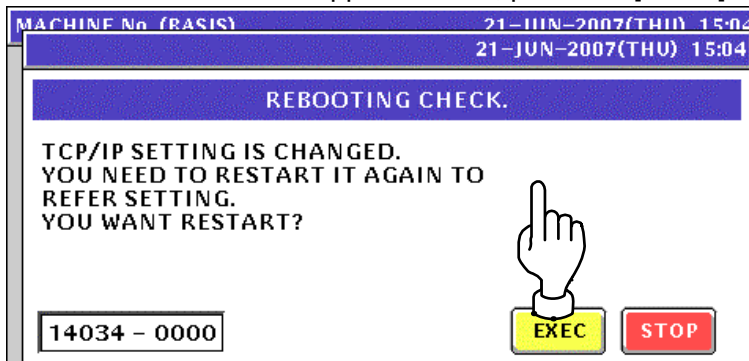 MACHINE No. (RASIS) 21-JUN-2007(THU) 15:04
21-JUN-2007(THU) 15:04
REBOOTING CHECK.
TCP/IP SETTING IS CHANGED.
YOU NEED TO RESTART IT AGAIN TO
REFER SETTING.
YOU WANT RESTART?
14034 - 0000 EXEC STOP